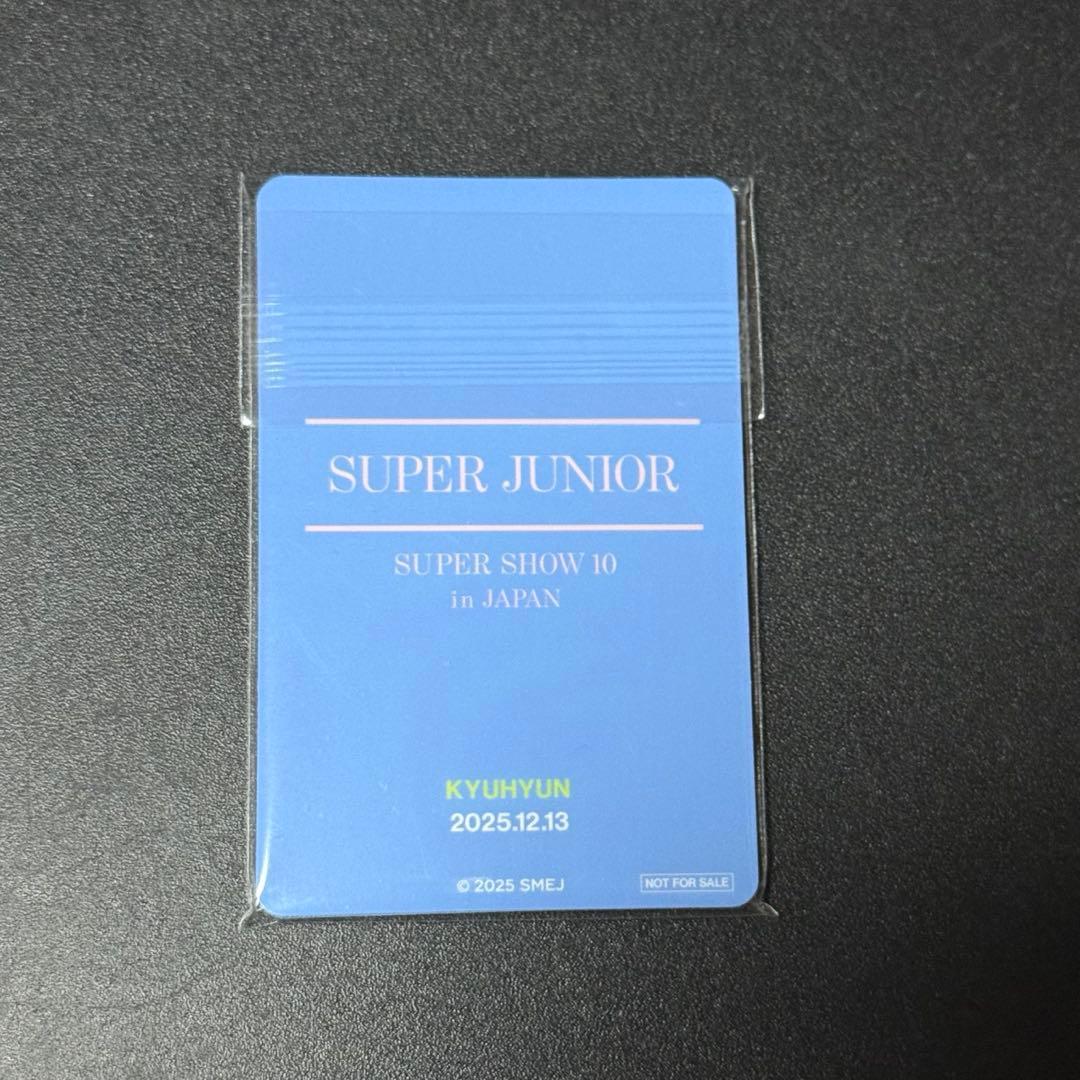 SUPER JUNIOR
SUPER SHOW 10
in JAPAN
KYUHYUN
2025.12.13
© 2025 SMEJ
NOT FOR SALE